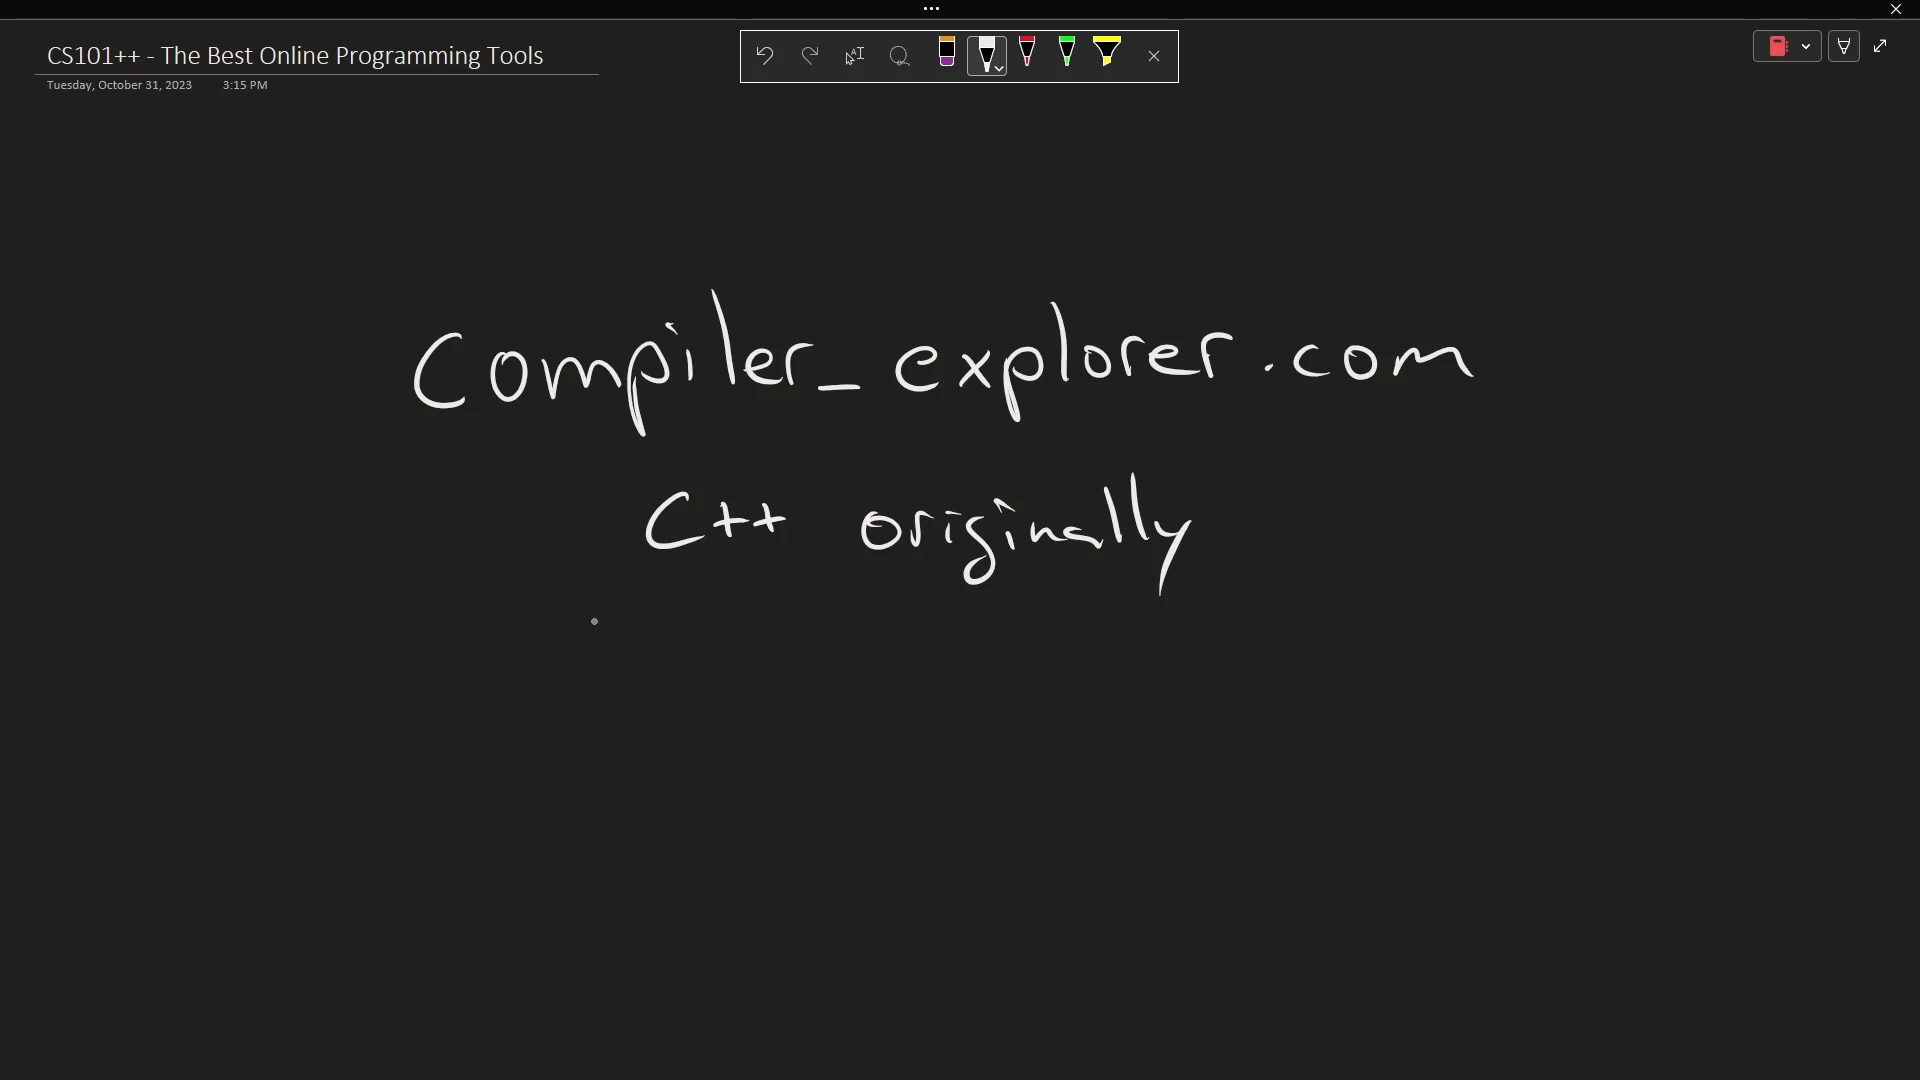 CS101++ - The Best Online Programming Tools
Tuesday, October 31, 2023 3:15 PM
Compiler_explorer.com
C++ originally